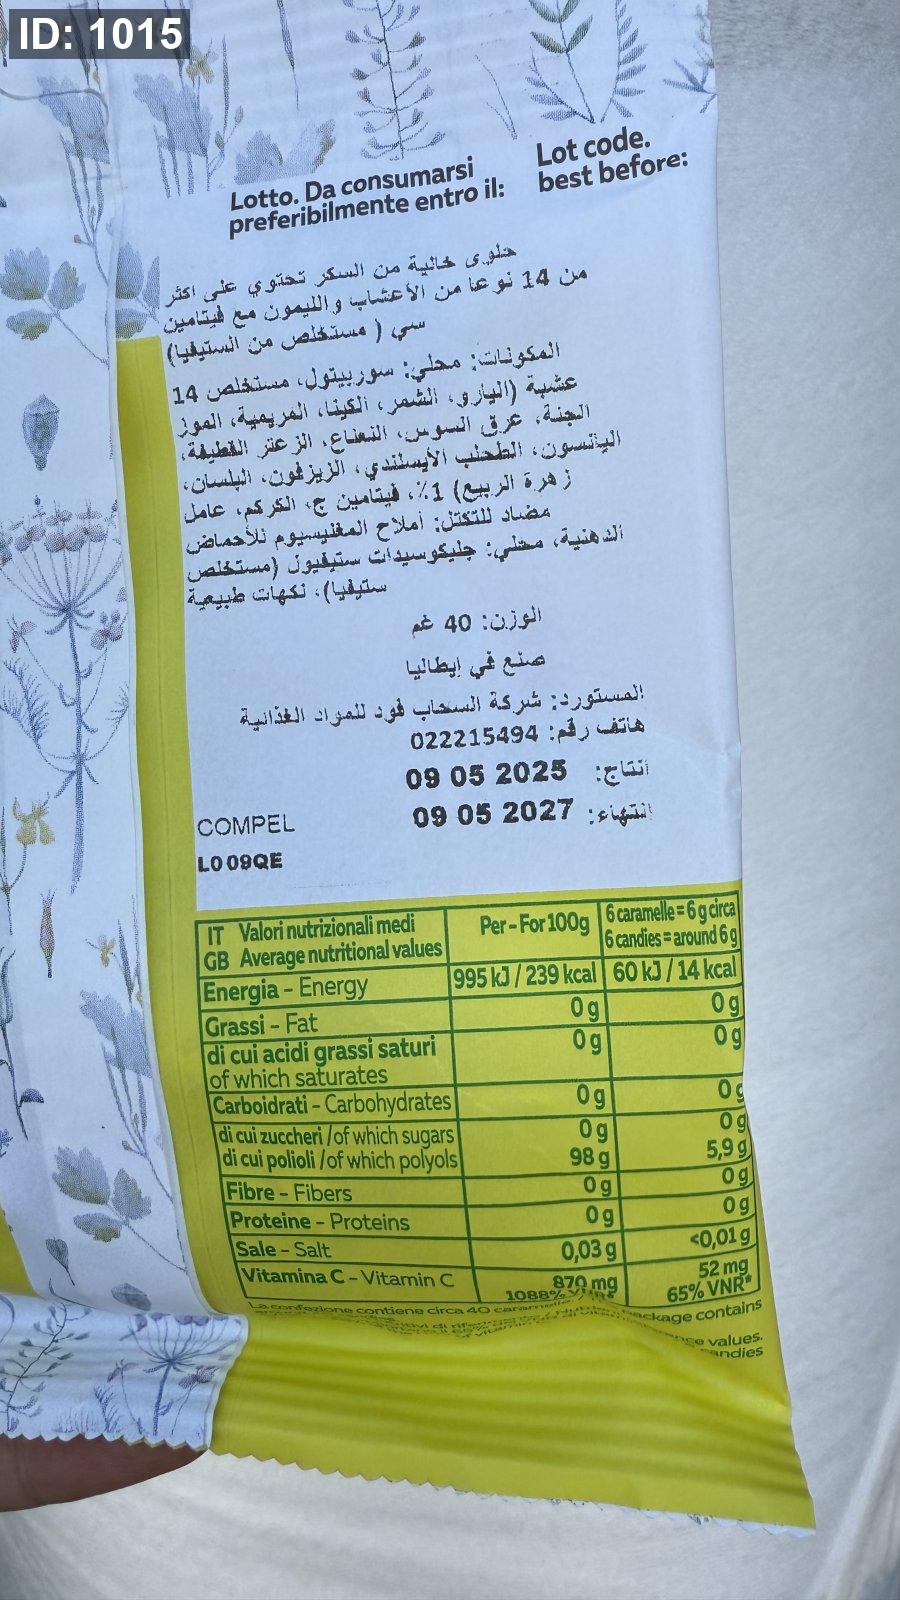 ID: 1015
Lotto. Da consumarsi
preferibilmente entro il:
Lot code.
best before:
حلوى خالية من السكر تحتوي على اكثر
من 14 نوعا من الأعشاب والليمون مع فيتامين
سي ( مستخلص من الستيفيا)
المكونات: محلي: سوربيتول، مستخلص 14
عشبة (اليارو، الشمر، الكينا، المريمية، الموز
الجنة، عرق السوس، النعناع، الزعتر القطيفة،
اليانسون، الطحلب الأيسلندي، الزيزفون، البلسان،
زهرة الربيع) 1٪، فيتامين ج، الكركم، عامل
مضاد للتكتل: أملاح المغنيسيوم للأحماض
الدهنية، محلي: جليكوسيدات ستيفيول (مستخلص
ستيفيا)، نكهات طبيعية
الوزن: 40 غم
صنع في إيطاليا
المستورد: شركة السحاب فود للمواد الغذائية
هاتف رقم: 022215494
انتاج: 09 05 2025
انتهاء: 09 05 2027
COMPEL
L009QE
IT Valori nutrizionali medi
GB Average nutritional values
Per - For 100g
6 caramelle = 6 g circa
6 candies = around 6 g
Energia - Energy 995 kJ / 239 kcal 60 kJ / 14 kcal
Grassi - Fat 0 g 0 g
di cui acidi grassi saturi 0 g 0 g
of which saturates
Carboidrati - Carbohydrates 0 g 0 g
di cui zuccheri / of which sugars 0 g 0 g
di cui polioli / of which polyols 98 g 5,9 g
Fibre - Fibers 0 g 0 g
Proteine - Proteins 0 g 0 g
Sale - Salt 0,03 g <0,01 g
Vitamina C - Vitamin C 870 mg 52 mg
1088% 65% VNR*
La confezione contiene circa 40
package contains
values.
candies